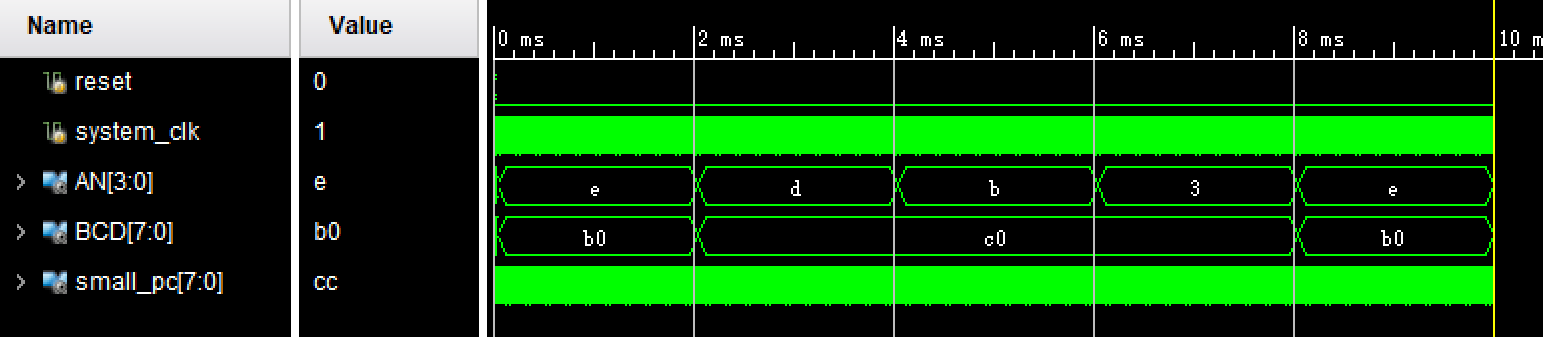 Name Value
0 ms 2 ms 4 ms 6 ms 8 ms 10 m
reset 0
system_clk 1
AN[3:0] e e d b 3 e
BCD[7:0] b0 b0 c0 b0
small_pc[7:0] cc